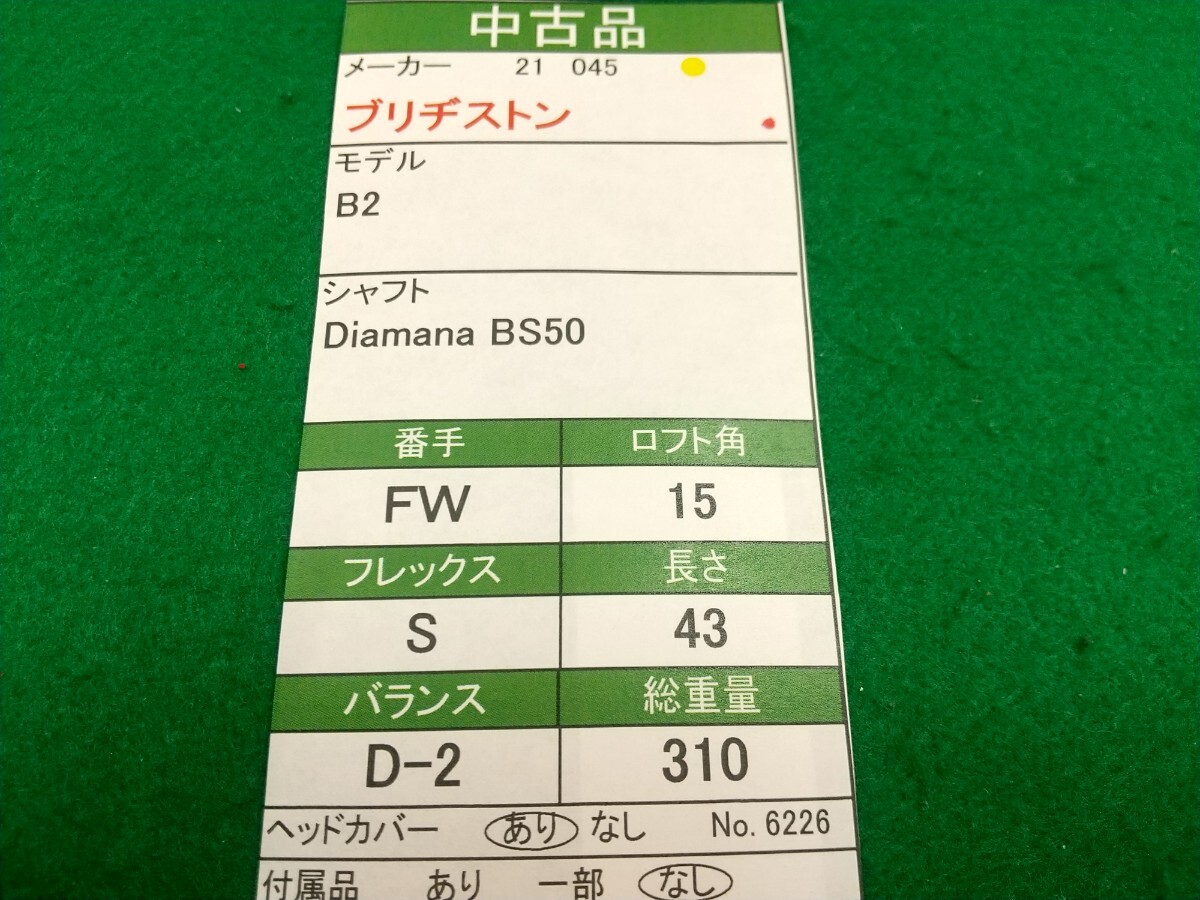 中古品
メーカー 21 045
ブリヂストン
モデル
B2
シャフト
Diamana BS50
番手 ロフト角
FW 15
フレックス 長さ
S 43
バランス 総重量
D-2 310
ヘッドカバー あり なし No. 6226
付属品 あり 一部 なし